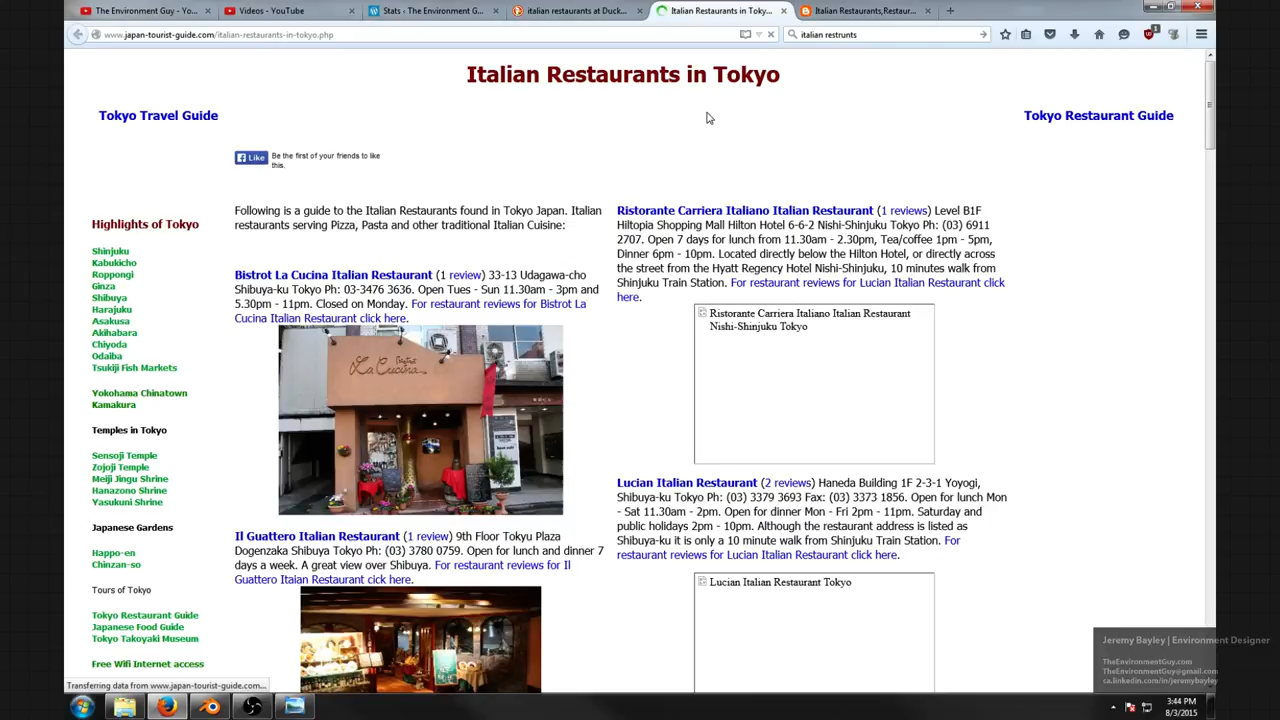 The Environment Guy - Yo...
Videos - YouTube
Stats ‹ The Environment G...
italian restaurants at Duck...
Italian Restaurants in Toky...
Italian Restaurants,Restaur...
www.japan-tourist-guide.com/italian-restaurants-in-tokyo.php
italian restrunts
Italian Restaurants in Tokyo
Tokyo Travel Guide
Tokyo Restaurant Guide
Like
Be the first of your friends to like
this.
Highlights of Tokyo
Shinjuku
Kabukicho
Roppongi
Ginza
Shibuya
Harajuku
Asakusa
Akihabara
Chiyoda
Odaiba
Tsukiji Fish Markets
Yokohama Chinatown
Kamakura
Temples in Tokyo
Sensoji Temple
Zojoji Temple
Meiji Jingu Shrine
Hanazono Shrine
Yasukuni Shrine
Japanese Gardens
Happo-en
Chinzan-so
Tours of Tokyo
Tokyo Restaurant Guide
Japanese Food Guide
Tokyo Takoyaki Museum
Free Wifi Internet access
Following is a guide to the Italian Restaurants found in Tokyo Japan. Italian
restaurants serving Pizza, Pasta and other traditional Italian Cuisine:
Bistrot La Cucina Italian Restaurant (1 review) 33-13 Udagawa-cho
Shibuya-ku Tokyo Ph: 03-3476 3636. Open Tues - Sun 11.30am - 3pm and
5.30pm - 11pm. Closed on Monday. For restaurant reviews for Bistrot La
Cucina Italian Restaurant click here.
La Cucina
Il Guattero Italian Restaurant (1 review) 9th Floor Tokyu Plaza
Dogenzaka Shibuya Tokyo Ph: (03) 3780 0759. Open for lunch and dinner 7
days a week. A great view over Shibuya. For restaurant reviews for Il
Guattero Italan Restaurant cick here.
Ristorante Carriera Italiano Italian Restaurant (1 reviews) Level B1F
Hiltopia Shopping Mall Hilton Hotel 6-6-2 Nishi-Shinjuku Tokyo Ph: (03) 6911
2707. Open 7 days for lunch from 11.30am - 2.30pm, Tea/coffee 1pm - 5pm,
Dinner 6pm - 10pm. Located directly below the Hilton Hotel, or directly across
the street from the Hyatt Regency Hotel Nishi-Shinjuku, 10 minutes walk from
Shinjuku Train Station. For restaurant reviews for Lucian Italian Restaurant click
here.
Ristorante Carriera Italiano Italian Restaurant
Nishi-Shinjuku Tokyo
Lucian Italian Restaurant (2 reviews) Haneda Building 1F 2-3-1 Yoyogi,
Shibuya-ku Tokyo Ph: (03) 3379 3693 Fax: (03) 3373 1856. Open for lunch Mon
- Sat 11.30am - 2pm. Open for dinner Mon - Fri 2pm - 11pm. Saturday and
public holidays 2pm - 10pm. Although the restaurant address is listed as
Shibuya-ku it is only a 10 minute walk from Shinjuku Train Station. For
restaurant reviews for Lucian Italian Restaurant click here.
Lucian Italian Restaurant Tokyo
Jeremy Bayley | Environment Designer
TheEnvironmentGuy.com
TheEnvironmentGuy@gmail.com
ca.linkedin.com/in/jeremybayley
Transferring data from www.japan-tourist-guide.com...
3:44 PM
8/3/2015